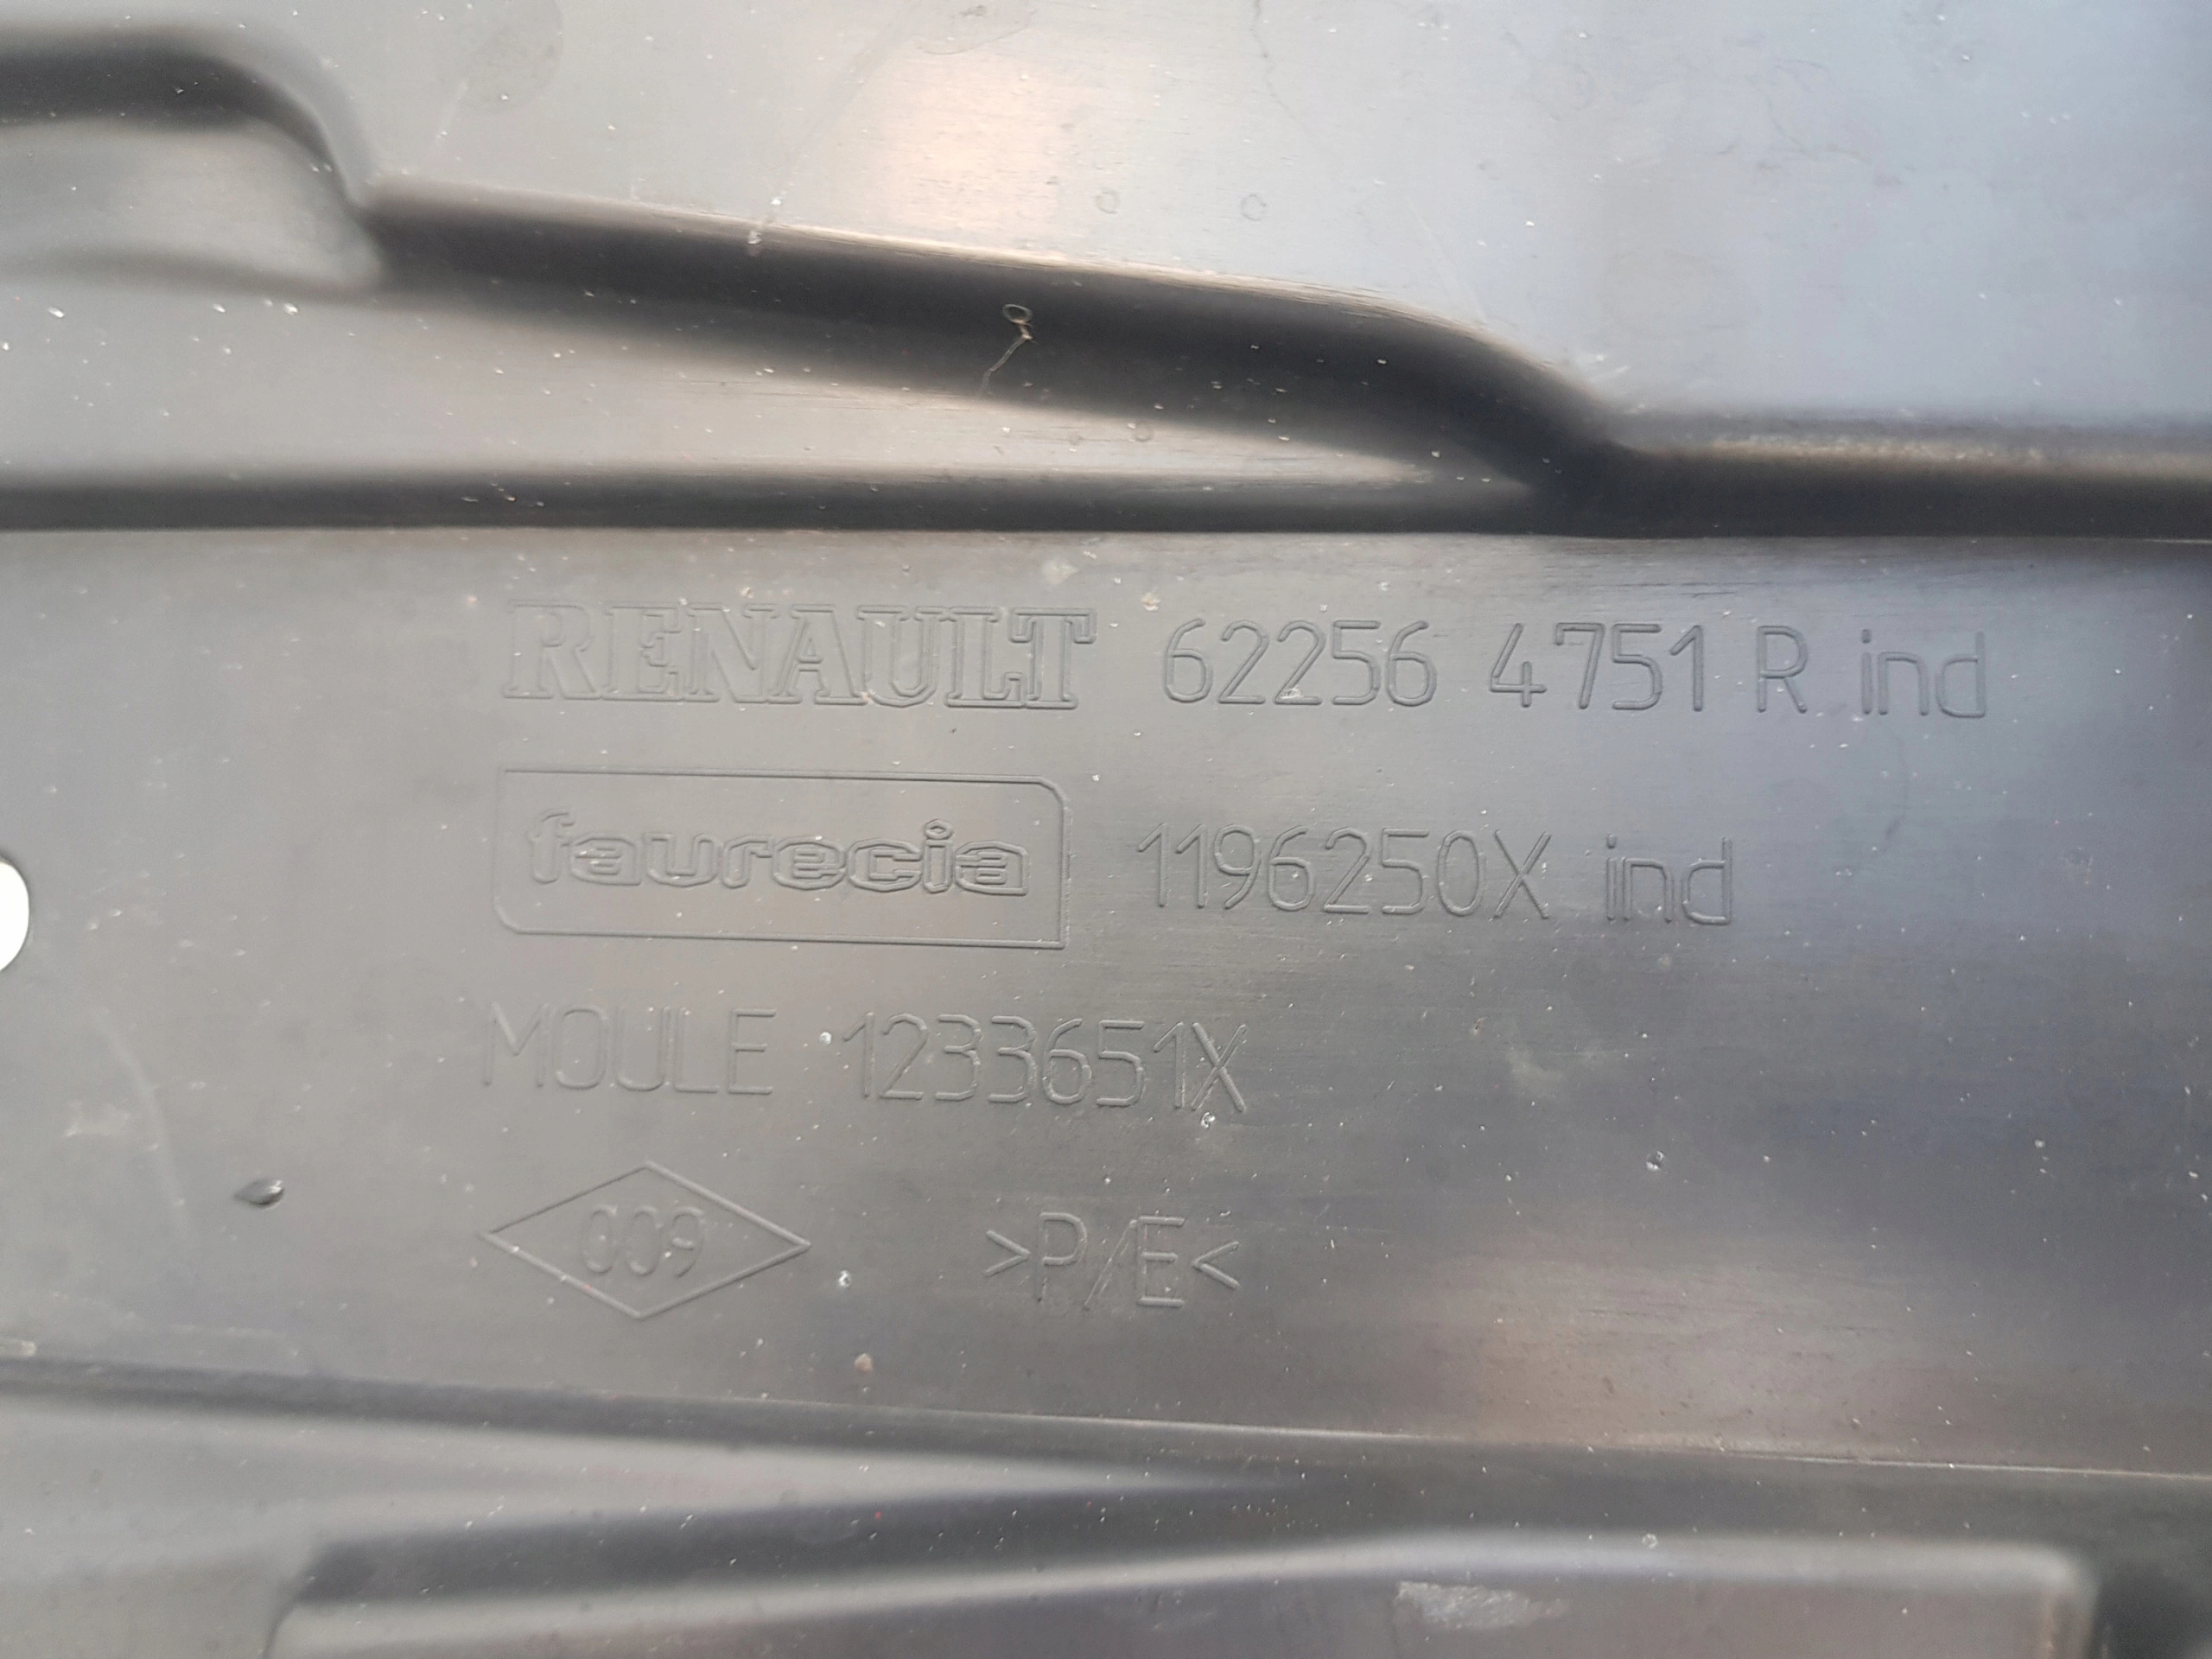 RENAULT 62256 4751 R ind
faurecia 1196250X ind
MOULE 1233651X
009 >P/E<